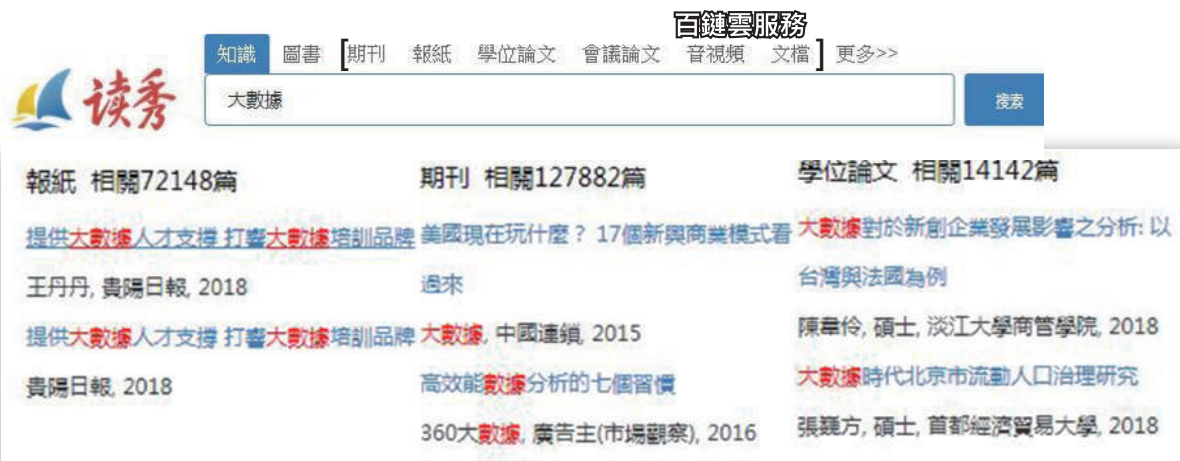 百鏈雲服務
知識 圖書 [期刊 報紙 學位論文 會議論文 音視頻 文檔] 更多>>
读秀
大數據
搜索
報紙 相關72148篇
提供大數據人才支撐 打響大數據培訓品牌
王丹丹, 貴陽日報, 2018
提供大數據人才支撐 打響大數據培訓品牌
貴陽日報, 2018
期刊 相關127882篇
美國現在玩什麼？17個新興商業模式看
過來
大數據, 中國連鎖, 2015
高效能數據分析的七個習慣
360大數據, 廣告主(市場觀察), 2016
學位論文 相關14142篇
大數據對於新創企業發展影響之分析: 以
台灣與法國為例
陳韋伶, 碩士, 淡江大學商管學院, 2018
大數據時代北京市流動人口治理研究
張巍方, 碩士, 首都經濟貿易大學, 2018